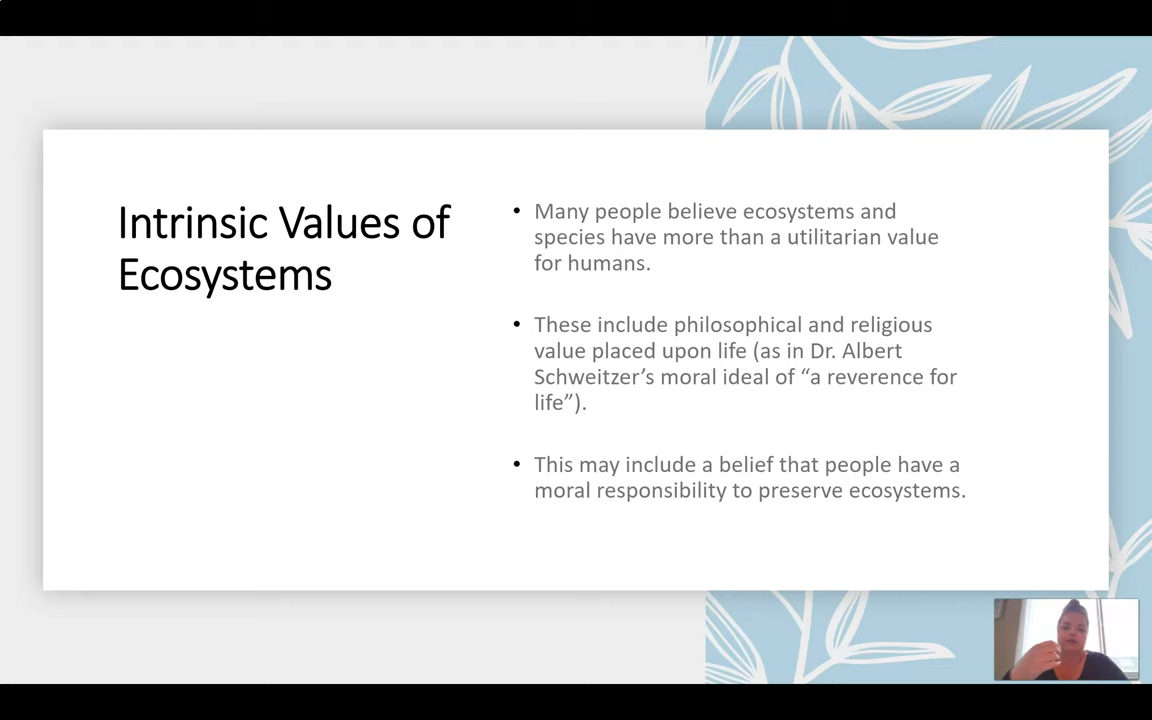 Intrinsic Values of
Ecosystems
• Many people believe ecosystems and
species have more than a utilitarian value
for humans.
• These include philosophical and religious
value placed upon life (as in Dr. Albert
Schweitzer’s moral ideal of “a reverence for
life”).
• This may include a belief that people have a
moral responsibility to preserve ecosystems.